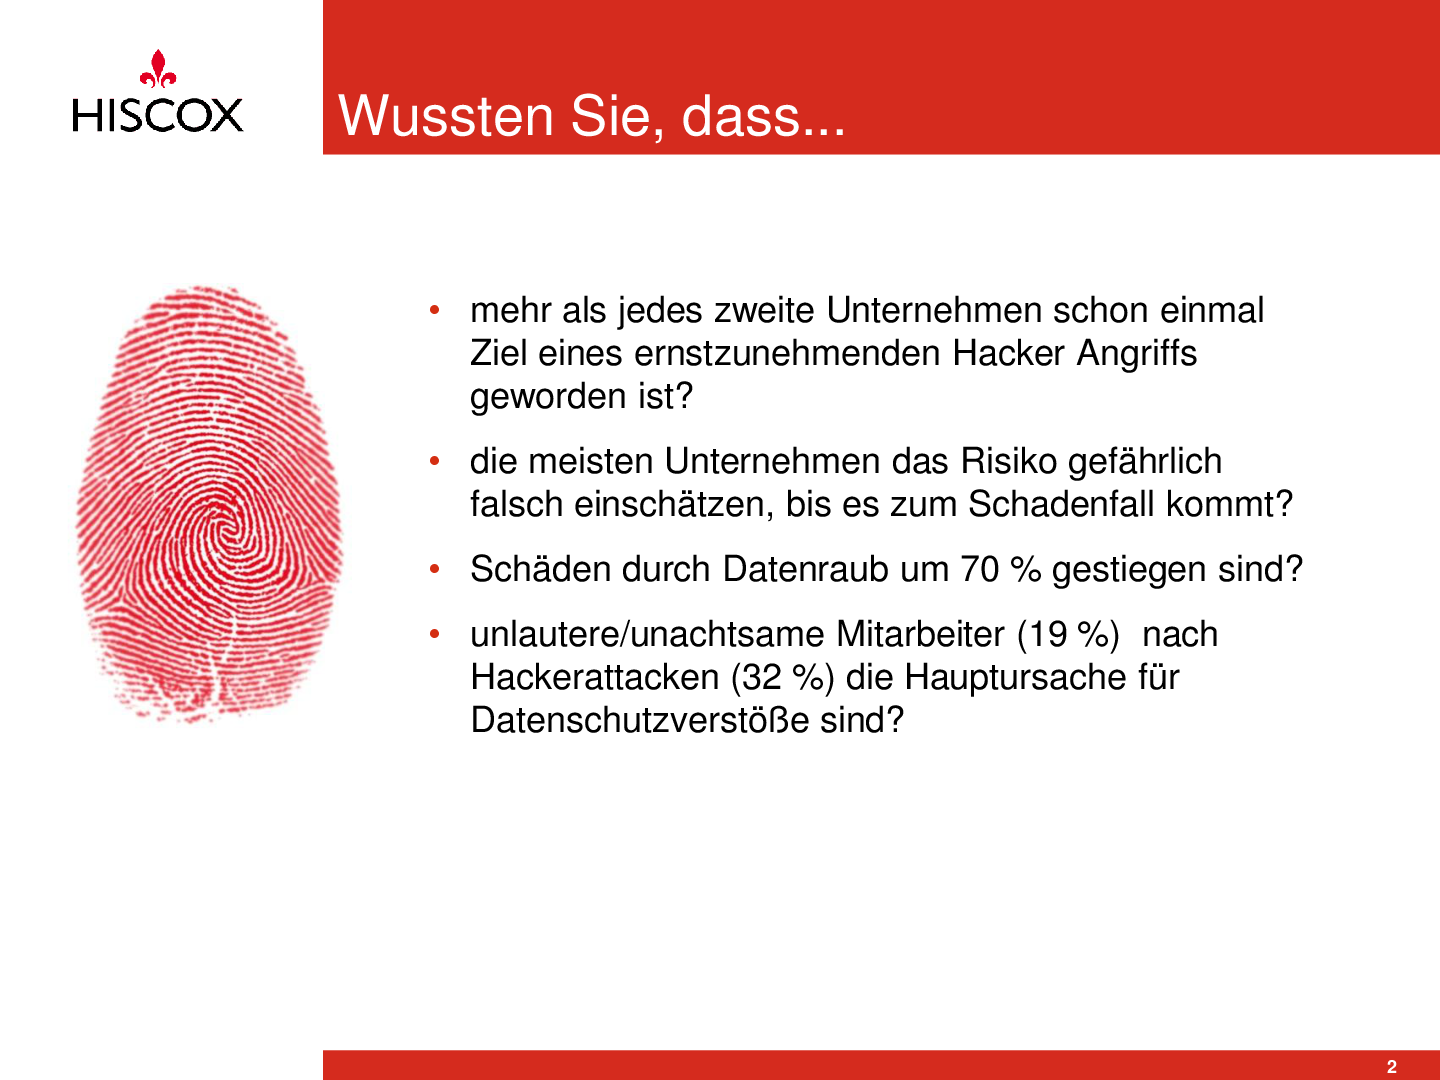 HISCOX
Wussten Sie, dass...
• mehr als jedes zweite Unternehmen schon einmal
Ziel eines ernstzunehmenden Hacker Angriffs
geworden ist?
• die meisten Unternehmen das Risiko gefährlich
falsch einschätzen, bis es zum Schadenfall kommt?
• Schäden durch Datenraub um 70 % gestiegen sind?
• unlautere/unachtsame Mitarbeiter (19 %)  nach
Hackerattacken (32 %) die Hauptursache für
Datenschutzverstöße sind?
2